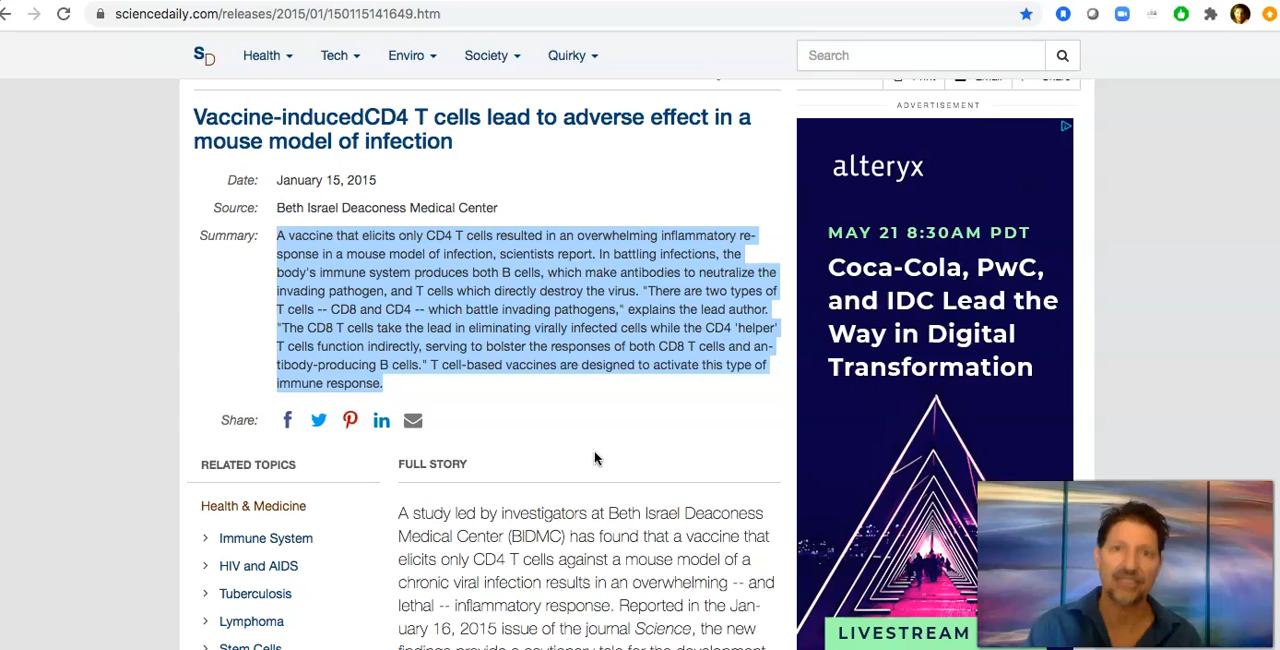 sciencedaily.com/releases/2015/01/150115141649.htm
SD
Health
Tech
Enviro
Society
Quirky
Search
ADVERTISEMENT
Vaccine-inducedCD4 T cells lead to adverse effect in a
mouse model of infection
Date: January 15, 2015
Source: Beth Israel Deaconess Medical Center
Summary: A vaccine that elicits only CD4 T cells resulted in an overwhelming inflammatory re-
sponse in a mouse model of infection, scientists report. In battling infections, the
body's immune system produces both B cells, which make antibodies to neutralize the
invading pathogen, and T cells which directly destroy the virus. "There are two types of
T cells -- CD8 and CD4 -- which battle invading pathogens," explains the lead author.
"The CD8 T cells take the lead in eliminating virally infected cells while the CD4 'helper'
T cells function indirectly, serving to bolster the responses of both CD8 T cells and an-
tibody-producing B cells." T cell-based vaccines are designed to activate this type of
immune response.
Share:
RELATED TOPICS
Health & Medicine
Immune System
HIV and AIDS
Tuberculosis
Lymphoma
Stem Cells
FULL STORY
A study led by investigators at Beth Israel Deaconess
Medical Center (BIDMC) has found that a vaccine that
elicits only CD4 T cells against a mouse model of a
chronic viral infection results in an overwhelming -- and
lethal -- inflammatory response. Reported in the Jan-
uary 16, 2015 issue of the journal Science, the new
findings provide a cautionary tale for the development
alteryx
MAY 21 8:30AM PDT
Coca-Cola, PwC,
and IDC Lead the
Way in Digital
Transformation
LIVESTREAM